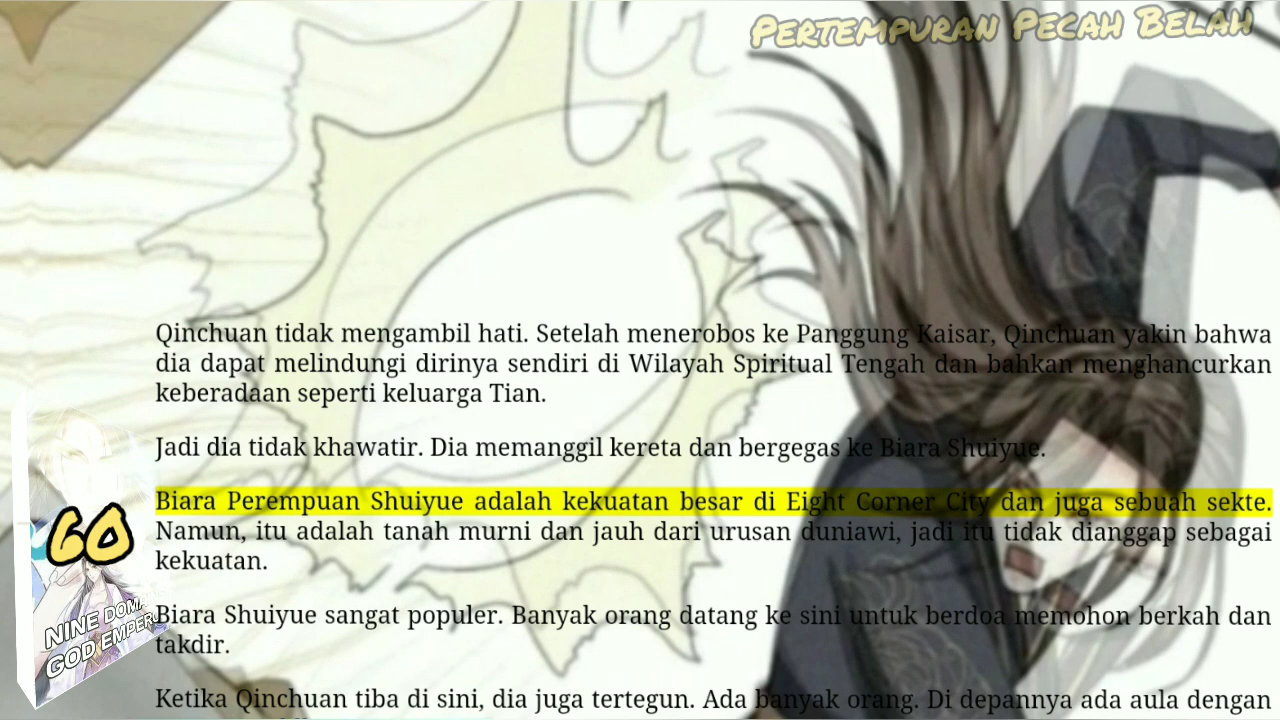 Pertempuran Pecah Belah
Qinchuan tidak mengambil hati. Setelah menerobos ke Panggung Kaisar, Qinchuan yakin bahwa
dia dapat melindungi dirinya sendiri di Wilayah Spiritual Tengah dan bahkan menghancurkan
keberadaan seperti keluarga Tian.
Jadi dia tidak khawatir. Dia memanggil kereta dan bergegas ke Biara Shuiyue.
Biara Perempuan Shuiyue adalah kekuatan besar di Eight Corner City dan juga sebuah sekte.
Namun, itu adalah tanah murni dan jauh dari urusan duniawi, jadi itu tidak dianggap sebagai
kekuatan.
60
Biara Shuiyue sangat populer. Banyak orang datang ke sini untuk berdoa memohon berkah dan
takdir.
NINE
GOD
Ketika Qinchuan tiba di sini, dia juga tertegun. Ada banyak orang. Di depannya ada aula dengan